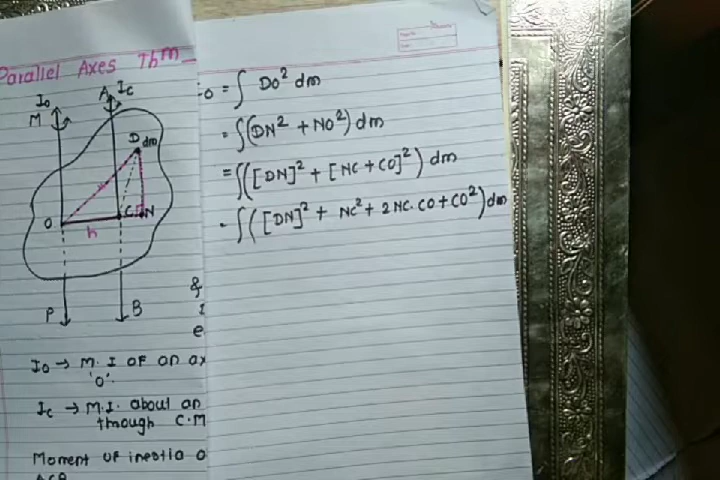 Parallel Axes Thm
Io
M
A Ic
D dm
O
C
N
h
P
B
&
e
Io → M. I OF an ax
'O'.
Ic → M.I. about an
through C.M
Moment of inertia o
ACB
o = ∫ DO² dm
= ∫(DN² + NO²) dm
= ∫([DN]² + [NC + CO]²) dm
= ∫([DN]² + NC² + 2NC. CO + CO²) dm